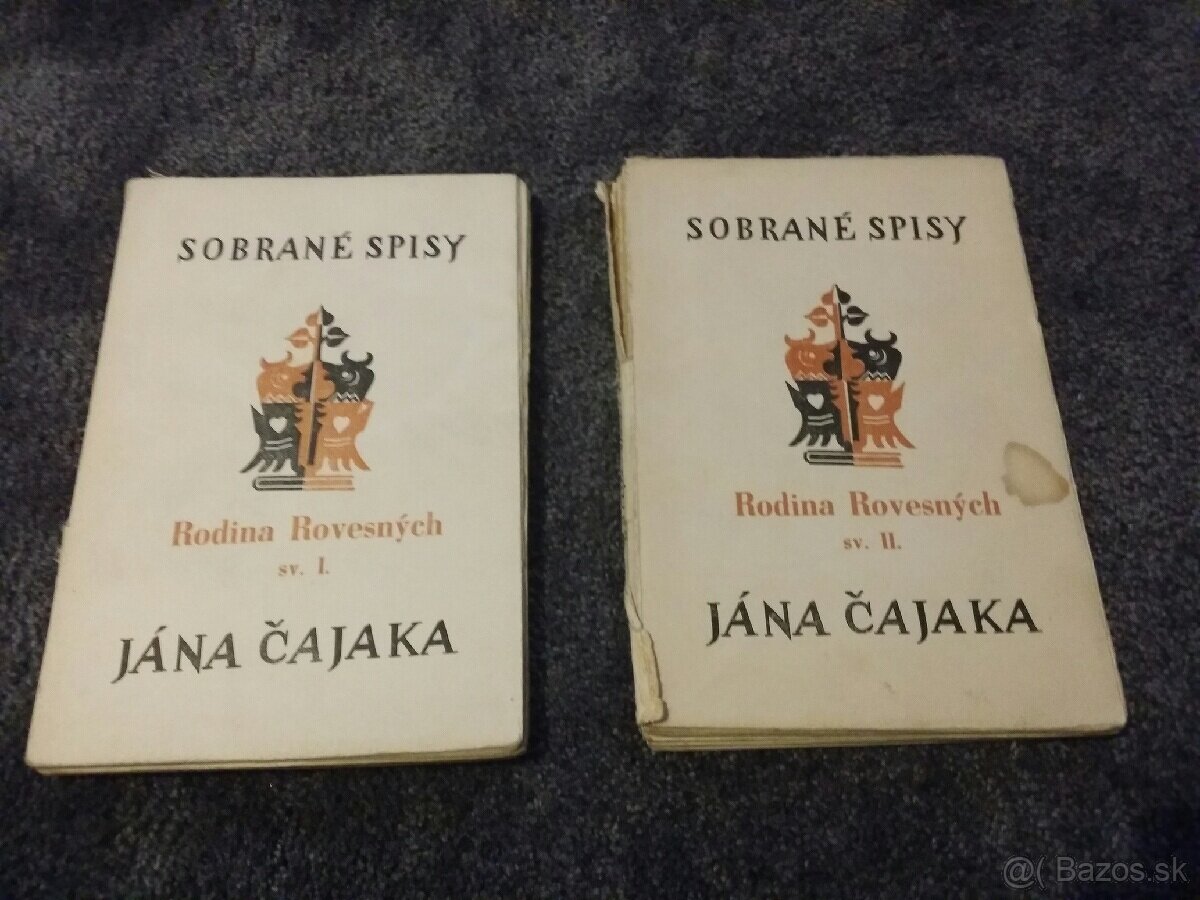 SOBRANÉ SPISY
Rodina Rovesných
sv. I.
JÁNA ČAJAKA
SOBRANÉ SPISY
Rodina Rovesných
sv. II.
JÁNA ČAJAKA
@( Bazos.sk